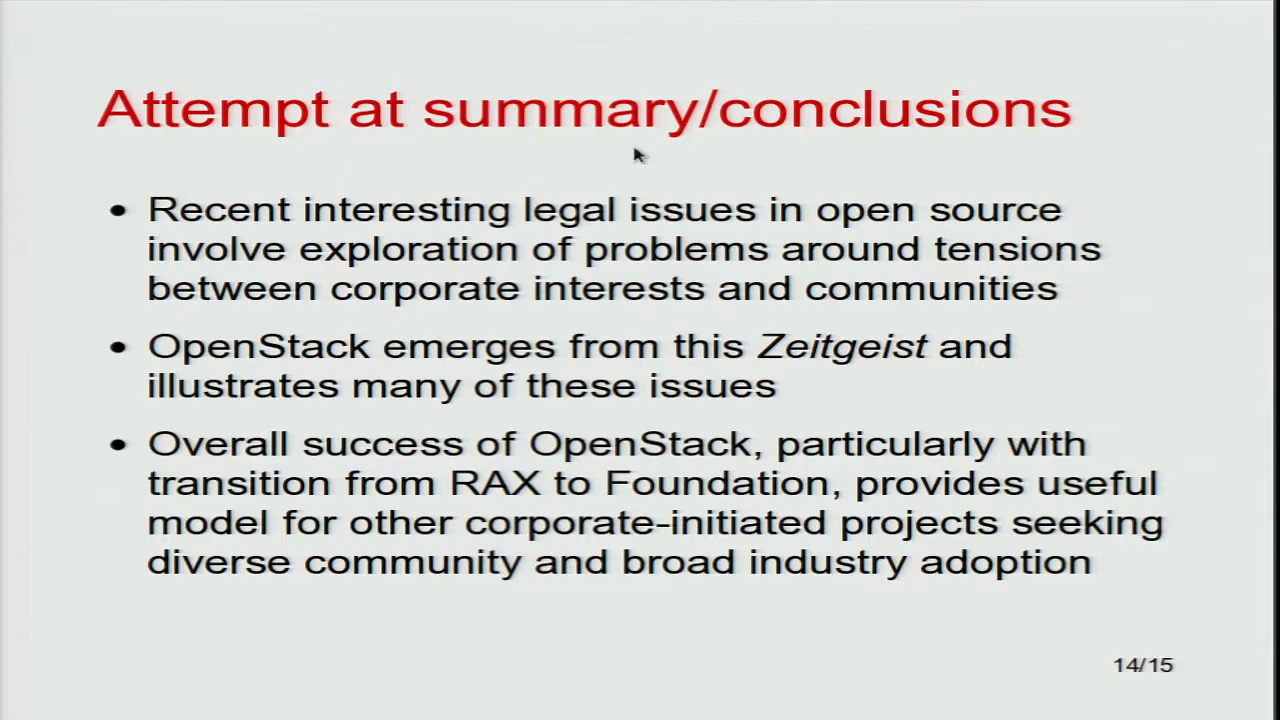 Attempt at summary/conclusions
• Recent interesting legal issues in open source
involve exploration of problems around tensions
between corporate interests and communities
• OpenStack emerges from this Zeitgeist and
illustrates many of these issues
• Overall success of OpenStack, particularly with
transition from RAX to Foundation, provides useful
model for other corporate-initiated projects seeking
diverse community and broad industry adoption
14/15